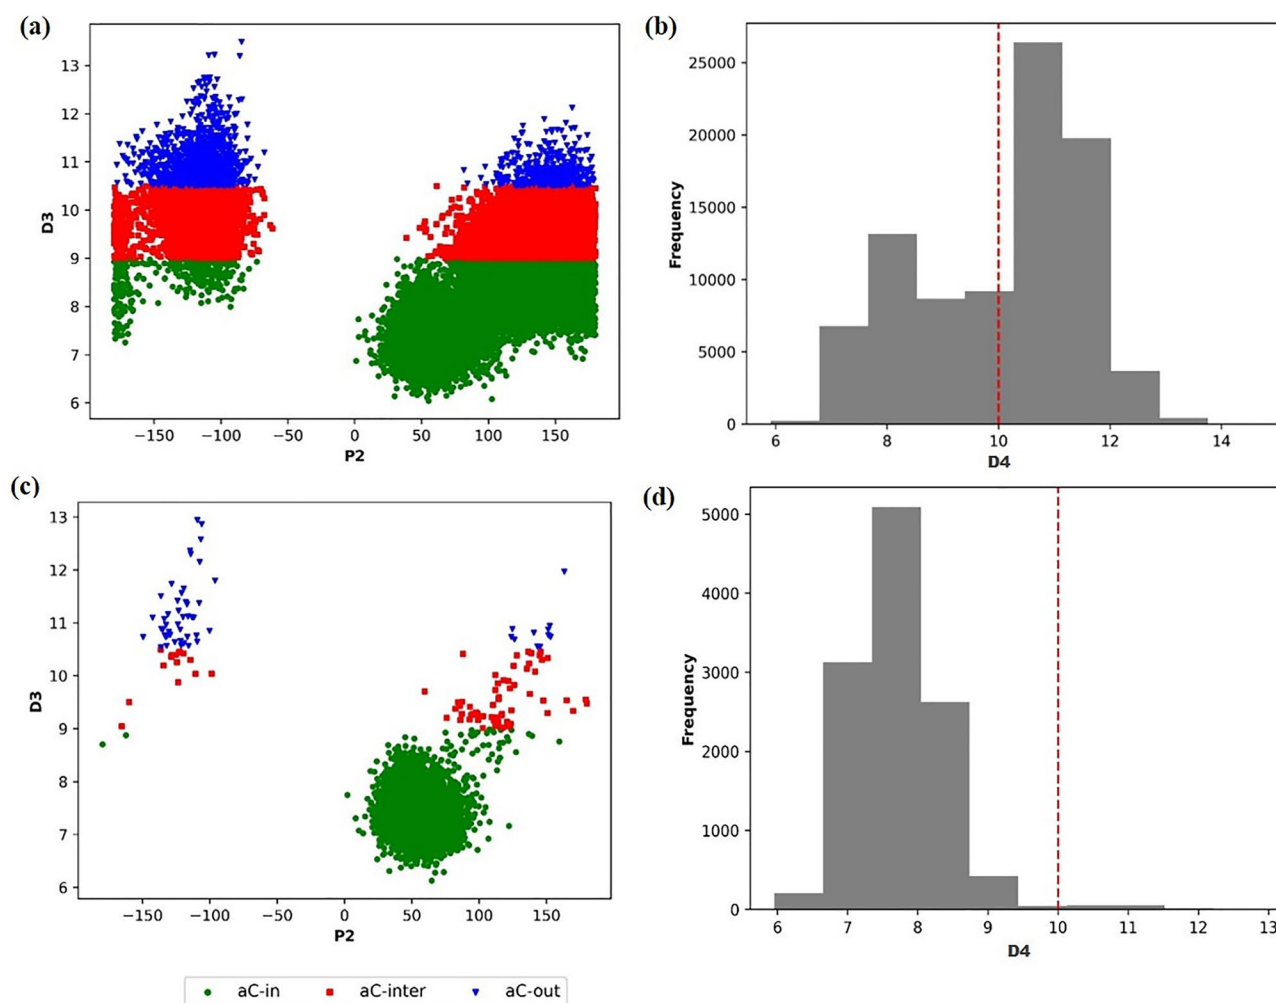 (a)
13
12
11
10
9
8
7
6
D3
−150 −100 −50 0 50 100 150
P2
(b)
25000
20000
15000
10000
5000
0
Frequency
6 8 10 12 14
D4
(c)
13
12
11
10
9
8
7
6
D3
−150 −100 −50 0 50 100 150
P2
(d)
5000
4000
3000
2000
1000
0
Frequency
6 7 8 9 10 11 12 13
D4
aC-in aC-inter aC-out